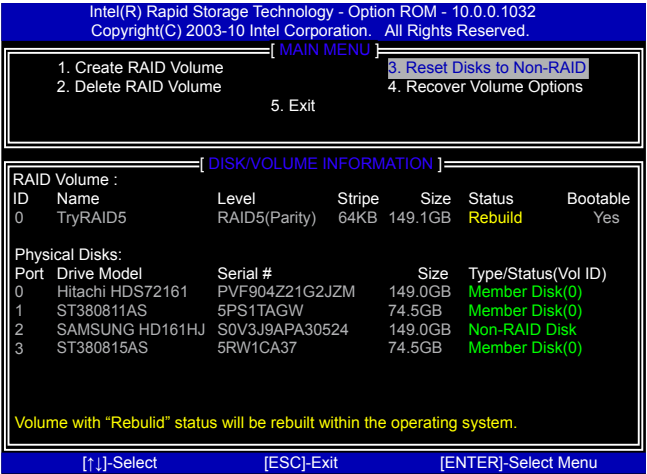 Intel(R) Rapid Storage Technology - Option ROM - 10.0.0.1032
Copyright(C) 2003-10 Intel Corporation.  All Rights Reserved.
[ MAIN MENU ]
1. Create RAID Volume 3. Reset Disks to Non-RAID
2. Delete RAID Volume 4. Recover Volume Options
5. Exit
[ DISK/VOLUME INFORMATION ]
RAID Volume :
ID Name Level Stripe Size Status Bootable
0 TryRAID5 RAID5(Parity) 64KB 149.1GB Rebuild Yes
Physical Disks:
Port Drive Model Serial # Size Type/Status(Vol ID)
0 Hitachi HDS72161 PVF904Z21G2JZM 149.0GB Member Disk(0)
1 ST380811AS 5PS1TAGW 74.5GB Member Disk(0)
2 SAMSUNG HD161HJ S0V3J9APA30524 149.0GB Non-RAID Disk
3 ST380815AS 5RW1CA37 74.5GB Member Disk(0)
Volume with “Rebulid” status will be rebuilt within the operating system.
[↑↓]-Select [ESC]-Exit [ENTER]-Select Menu